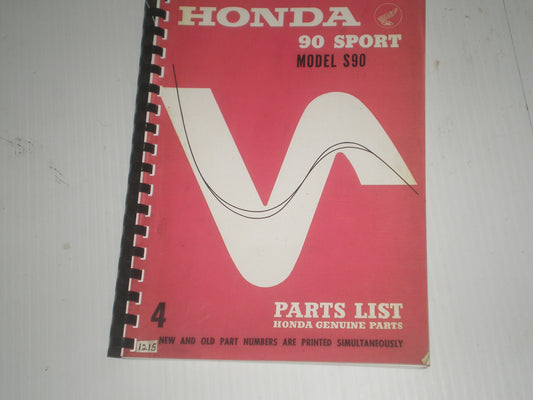 HONDA
90 SPORT
MODEL S90
4
PARTS LIST
HONDA GENUINE PARTS
NEW AND OLD PART NUMBERS ARE PRINTED SIMULTANEOUSLY
1215